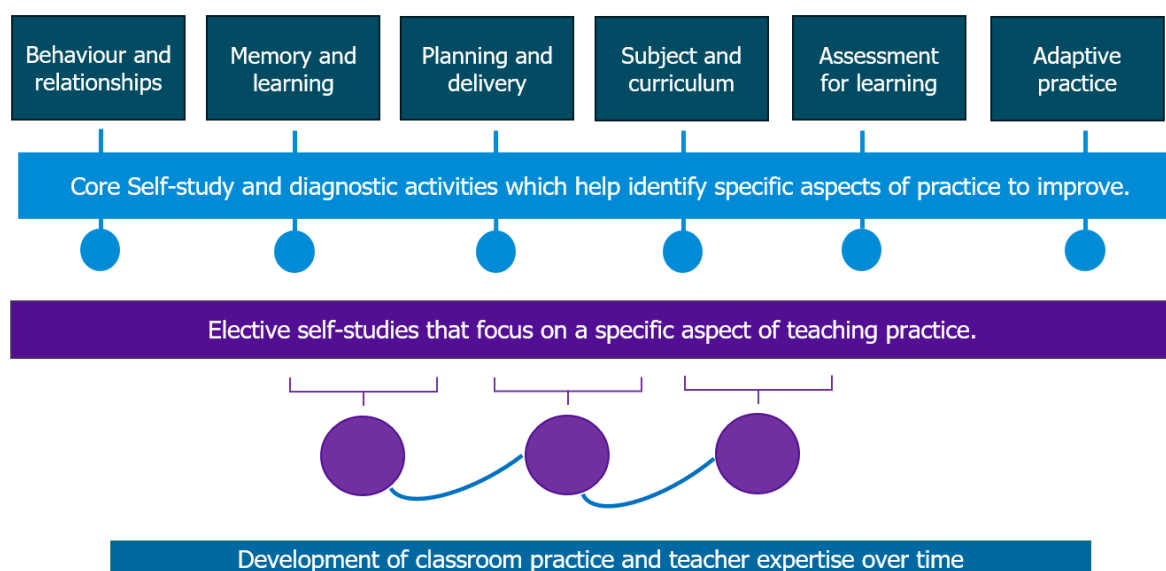 Behaviour and
relationships
Memory and
learning
Planning and
delivery
Subject and
curriculum
Assessment
for learning
Adaptive
practice
Core Self-study and diagnostic activities which help identify specific aspects of practice to improve.
Elective self-studies that focus on a specific aspect of teaching practice.
Development of classroom practice and teacher expertise over time